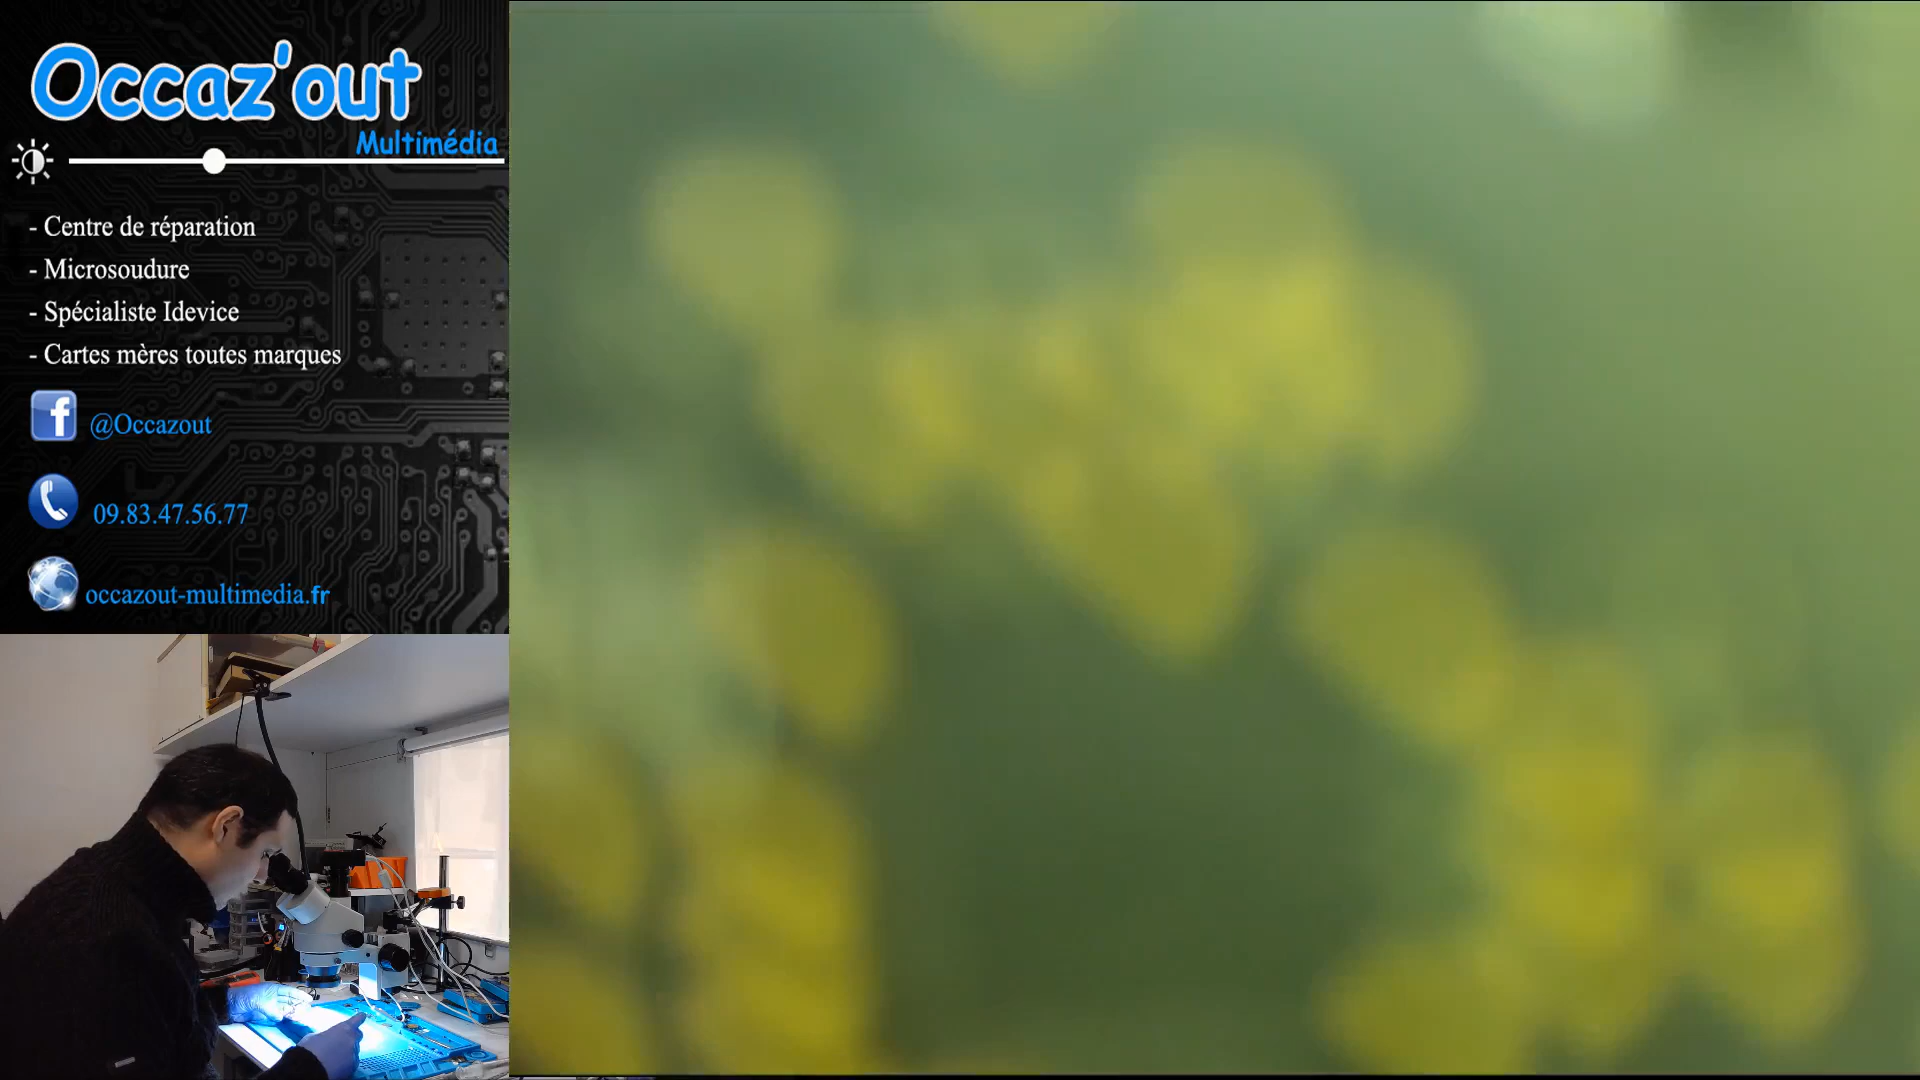 Occaz'out
Multimédia
- Centre de réparation
- Microsoudure
- Spécialiste Idevice
- Cartes mères toutes marques
f @Occazout
09.83.47.56.77
occazout-multimedia.fr